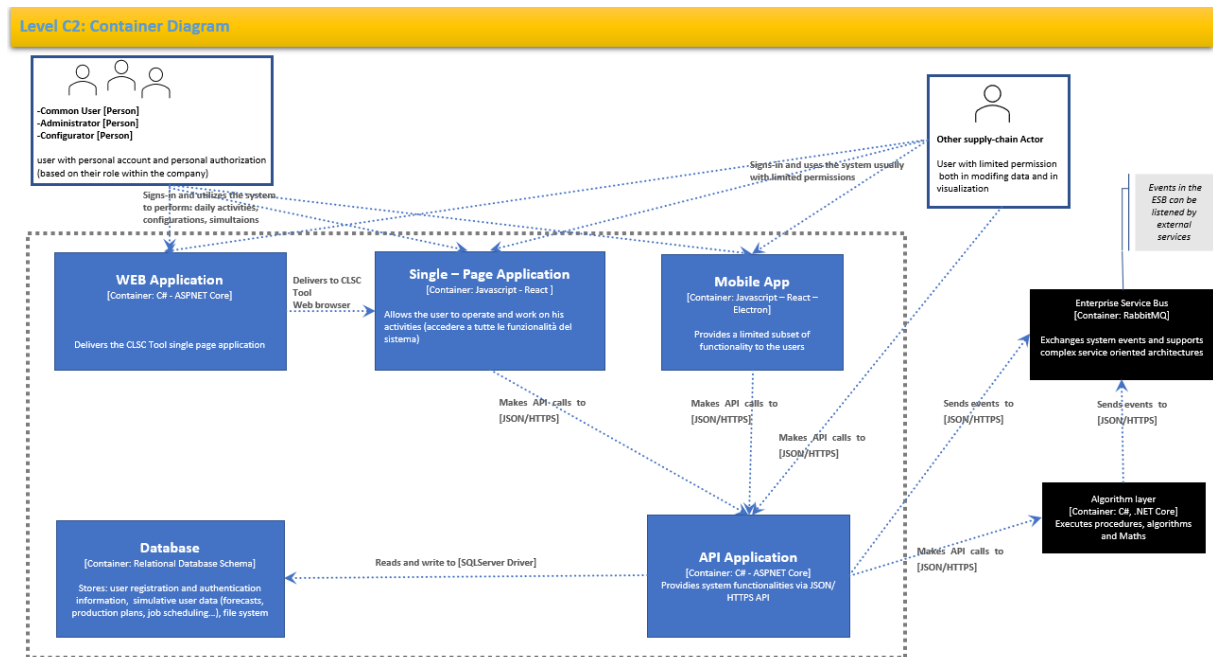 Level C2: Container Diagram
-Common User [Person]
-Administrator [Person]
-Configurator [Person]
user with personal account and personal authorization
(based on their role within the company)
Other supply-chain Actor
User with limited permission
both in modifing data and in
visualization
Signs-in and uses the system usually
with limited permissions
Events in the
ESB can be
listened by
external
services
Signs-in and utilizes the system
to perform: daily activities,
configurations, simultaions
WEB Application
[Container: C# - ASPNET Core]
Delivers the CLSC Tool single page application
Delivers to CLSC
Tool
Web browser
Single – Page Application
[Container: Javascript - React ]
Allows the user to operate and work on his
activities (accedere a tutte le funzionalità del
sistema)
Mobile App
[Container: Javascript – React –
Electron]
Provides a limited subset of
functionality to the users
Enterprise Service Bus
[Container: RabbitMQ]
Exchanges system events and supports
complex service oriented architectures
Makes API calls to
[JSON/HTTPS]
Makes API calls to
[JSON/HTTPS]
Makes API calls to
[JSON/HTTPS]
Sends events to
[JSON/HTTPS]
Sends events to
[JSON/HTTPS]
Algorithm layer
[Container: C#, .NET Core]
Executes procedures, algorithms
and Maths
Database
[Container: Relational Database Schema]
Stores: user registration and authentication
information, simulative user data (forecasts,
production plans, job scheduling…), file system
Reads and write to [SQLServer Driver]
API Application
[Container: C# - ASPNET Core]
Providies system functionalities via JSON/
HTTPS API
Makes API calls to
[JSON/HTTPS]